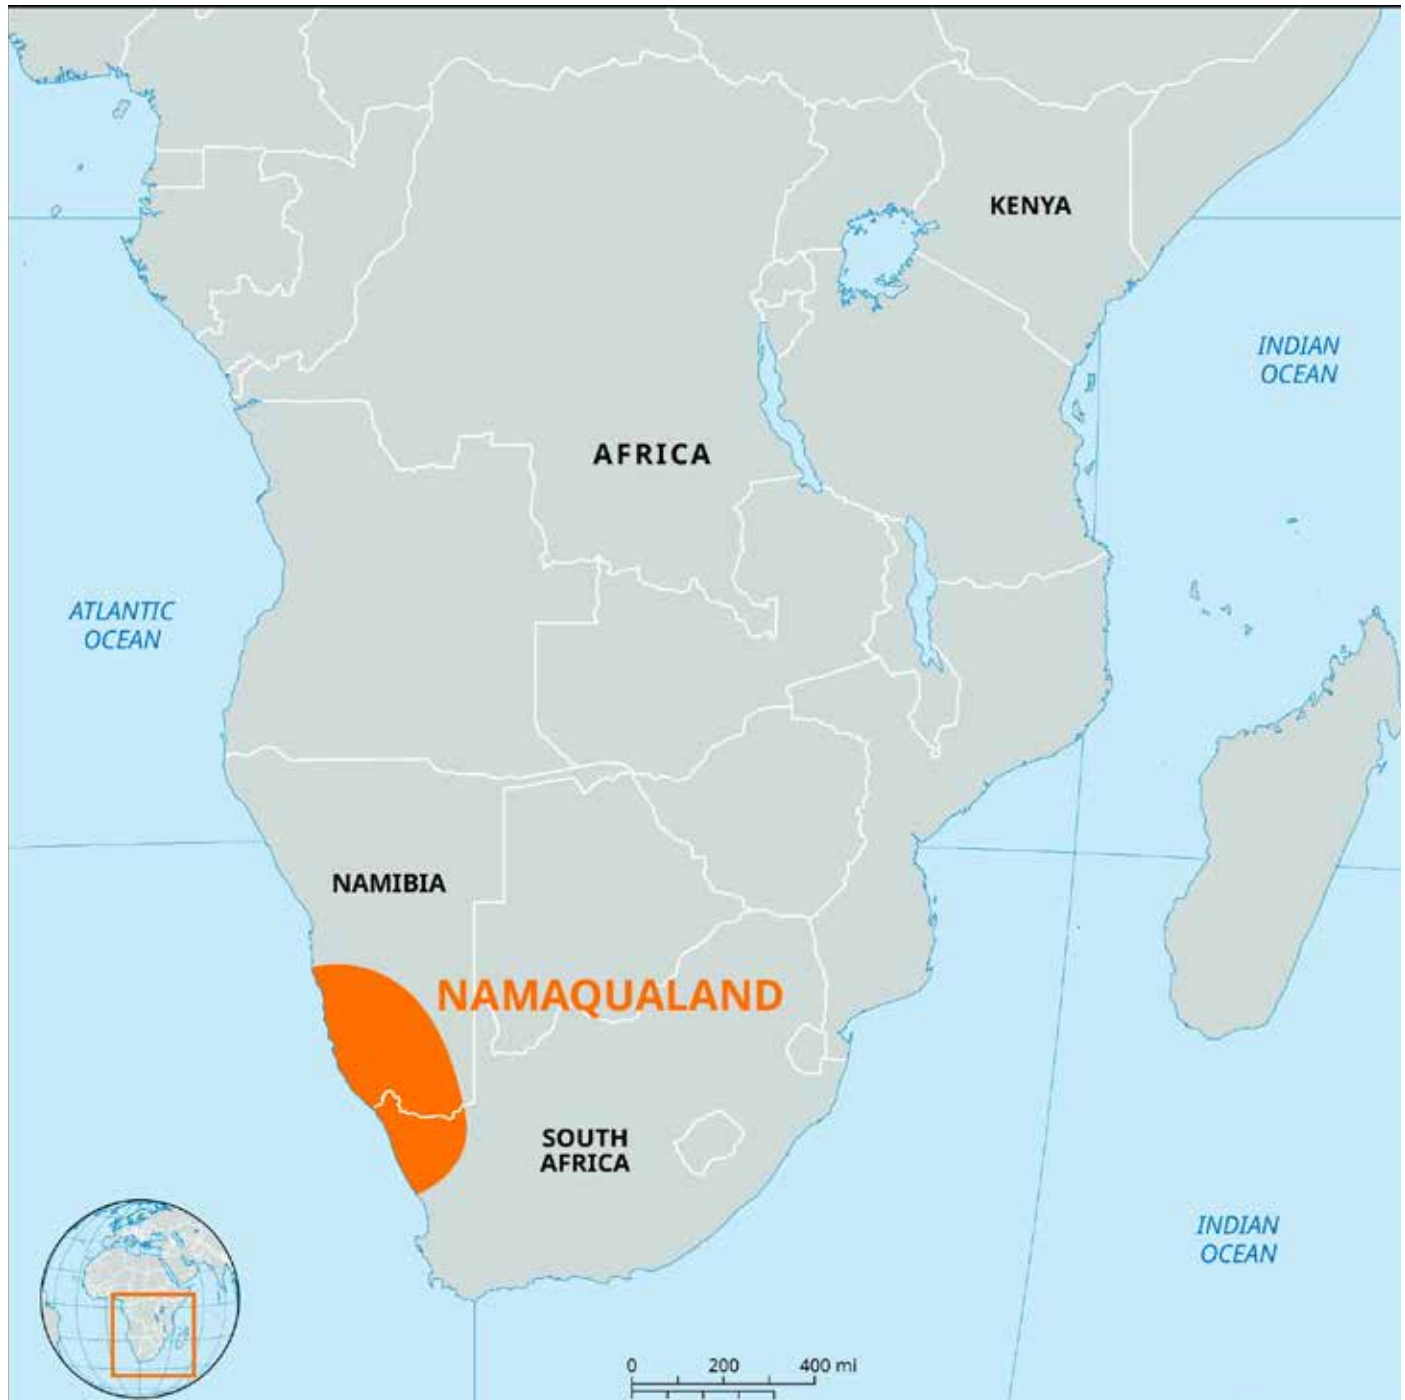 KENYA
INDIAN
OCEAN
AFRICA
ATLANTIC
OCEAN
NAMIBIA
NAMAQUALAND
SOUTH
AFRICA
INDIAN
OCEAN
0 200 400 mi